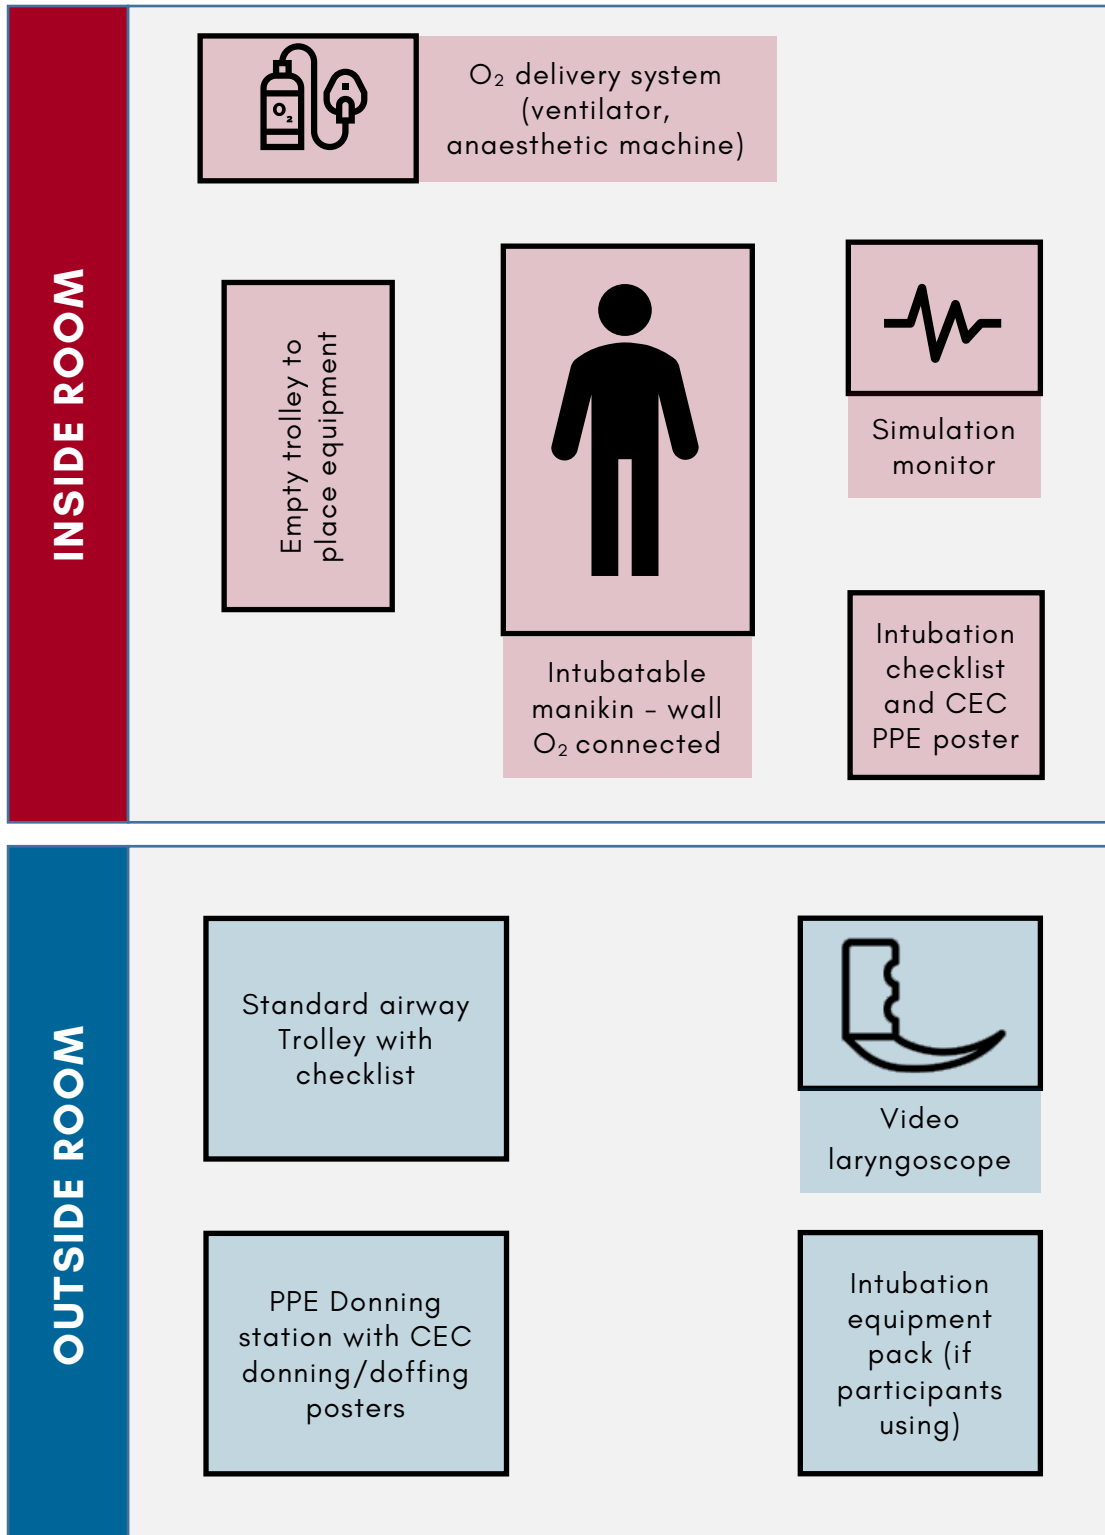 INSIDE ROOM
O₂
O₂ delivery system
(ventilator,
anaesthetic machine)
Empty trolley to
place equipment
Intubatable
manikin - wall
O₂ connected
Simulation
monitor
Intubation
checklist
and CEC
PPE poster
OUTSIDE ROOM
Standard airway
Trolley with
checklist
Video
laryngoscope
PPE Donning
station with CEC
donning/doffing
posters
Intubation
equipment
pack (if
participants
using)